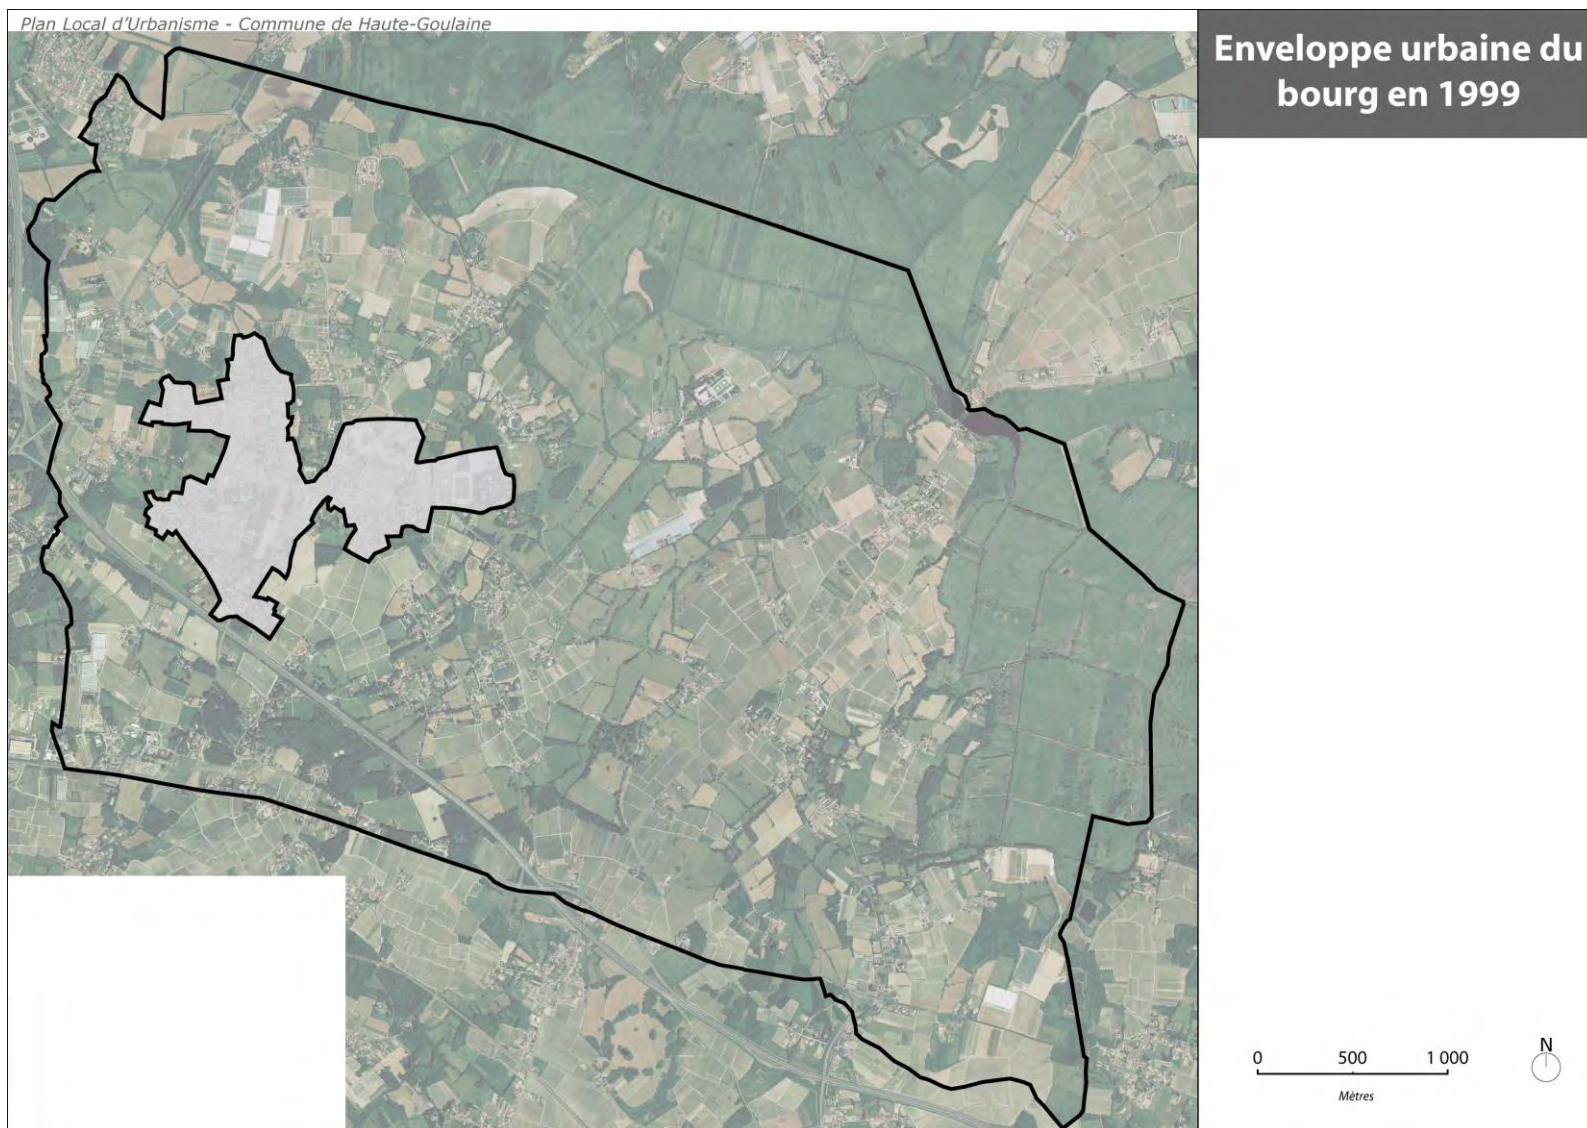 Plan Local d'Urbanisme - Commune de Haute-Goulaine
Enveloppe urbaine du
bourg en 1999
0 500 1 000
Mètres
N